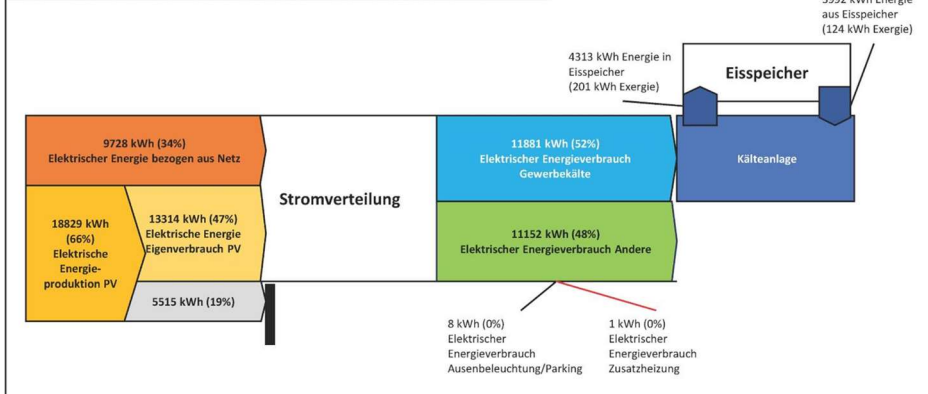 aus Eisspeicher
(124 kWh Exergie)
4313 kWh Energie in
Eisspeicher
(201 kWh Exergie)
Eisspeicher
9728 kWh (34%)
Elektrischer Energie bezogen aus Netz
11881 kWh (52%)
Elektrischer Energieverbrauch
Gewerbekälte
Kälteanlage
Stromverteilung
18829 kWh
(66%)
Elektrische
Energie-
produktion PV
13314 kWh (47%)
Elektrische Energie
Eigenverbrauch PV
11152 kWh (48%)
Elektrischer Energieverbrauch Andere
5515 kWh (19%)
8 kWh (0%)
Elektrischer
Energieverbrauch
Ausenbeleuchtung/Parking
1 kWh (0%)
Elektrischer
Energieverbrauch
Zusatzheizung